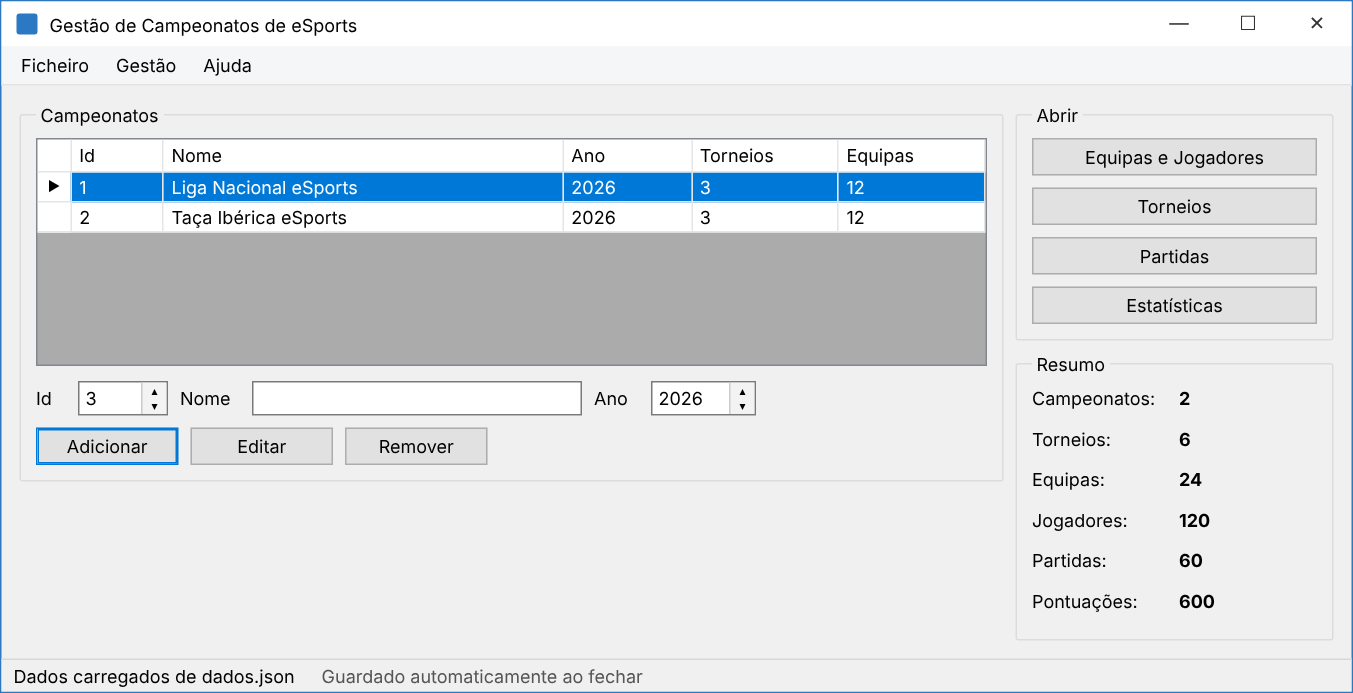 Gestão de Campeonatos de eSports
Ficheiro Gestão Ajuda
Campeonatos
Id Nome Ano Torneios Equipas
1 Liga Nacional eSports 2026 3 12
2 Taça Ibérica eSports 2026 3 12
Id 3 Nome Ano 2026
Adicionar Editar Remover
Abrir
Equipas e Jogadores
Torneios
Partidas
Estatísticas
Resumo
Campeonatos: 2
Torneios: 6
Equipas: 24
Jogadores: 120
Partidas: 60
Pontuações: 600
Dados carregados de dados.json Guardado automaticamente ao fechar